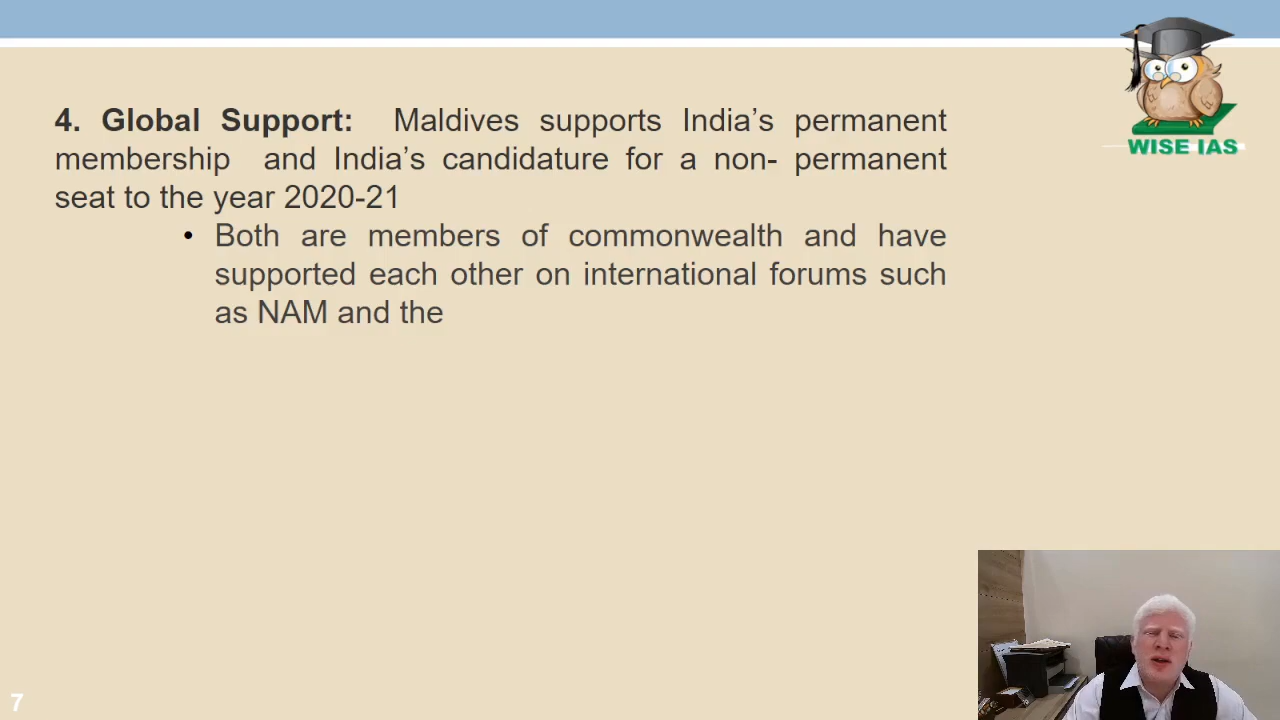 WISE IAS
4. Global Support: Maldives supports India's permanent
membership and India's candidature for a non- permanent
seat to the year 2020-21
• Both are members of commonwealth and have
supported each other on international forums such
as NAM and the
7